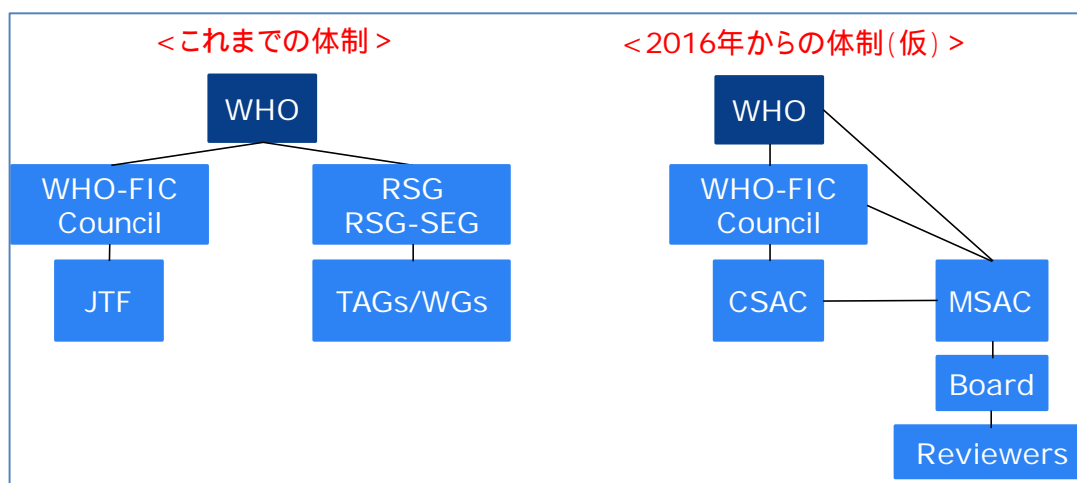 <これまでの体制>
WHO
WHO-FIC
Council
RSG
RSG-SEG
JTF
TAGs/WGs
<2016年からの体制(仮)>
WHO
WHO-FIC
Council
CSAC
MSAC
Board
Reviewers